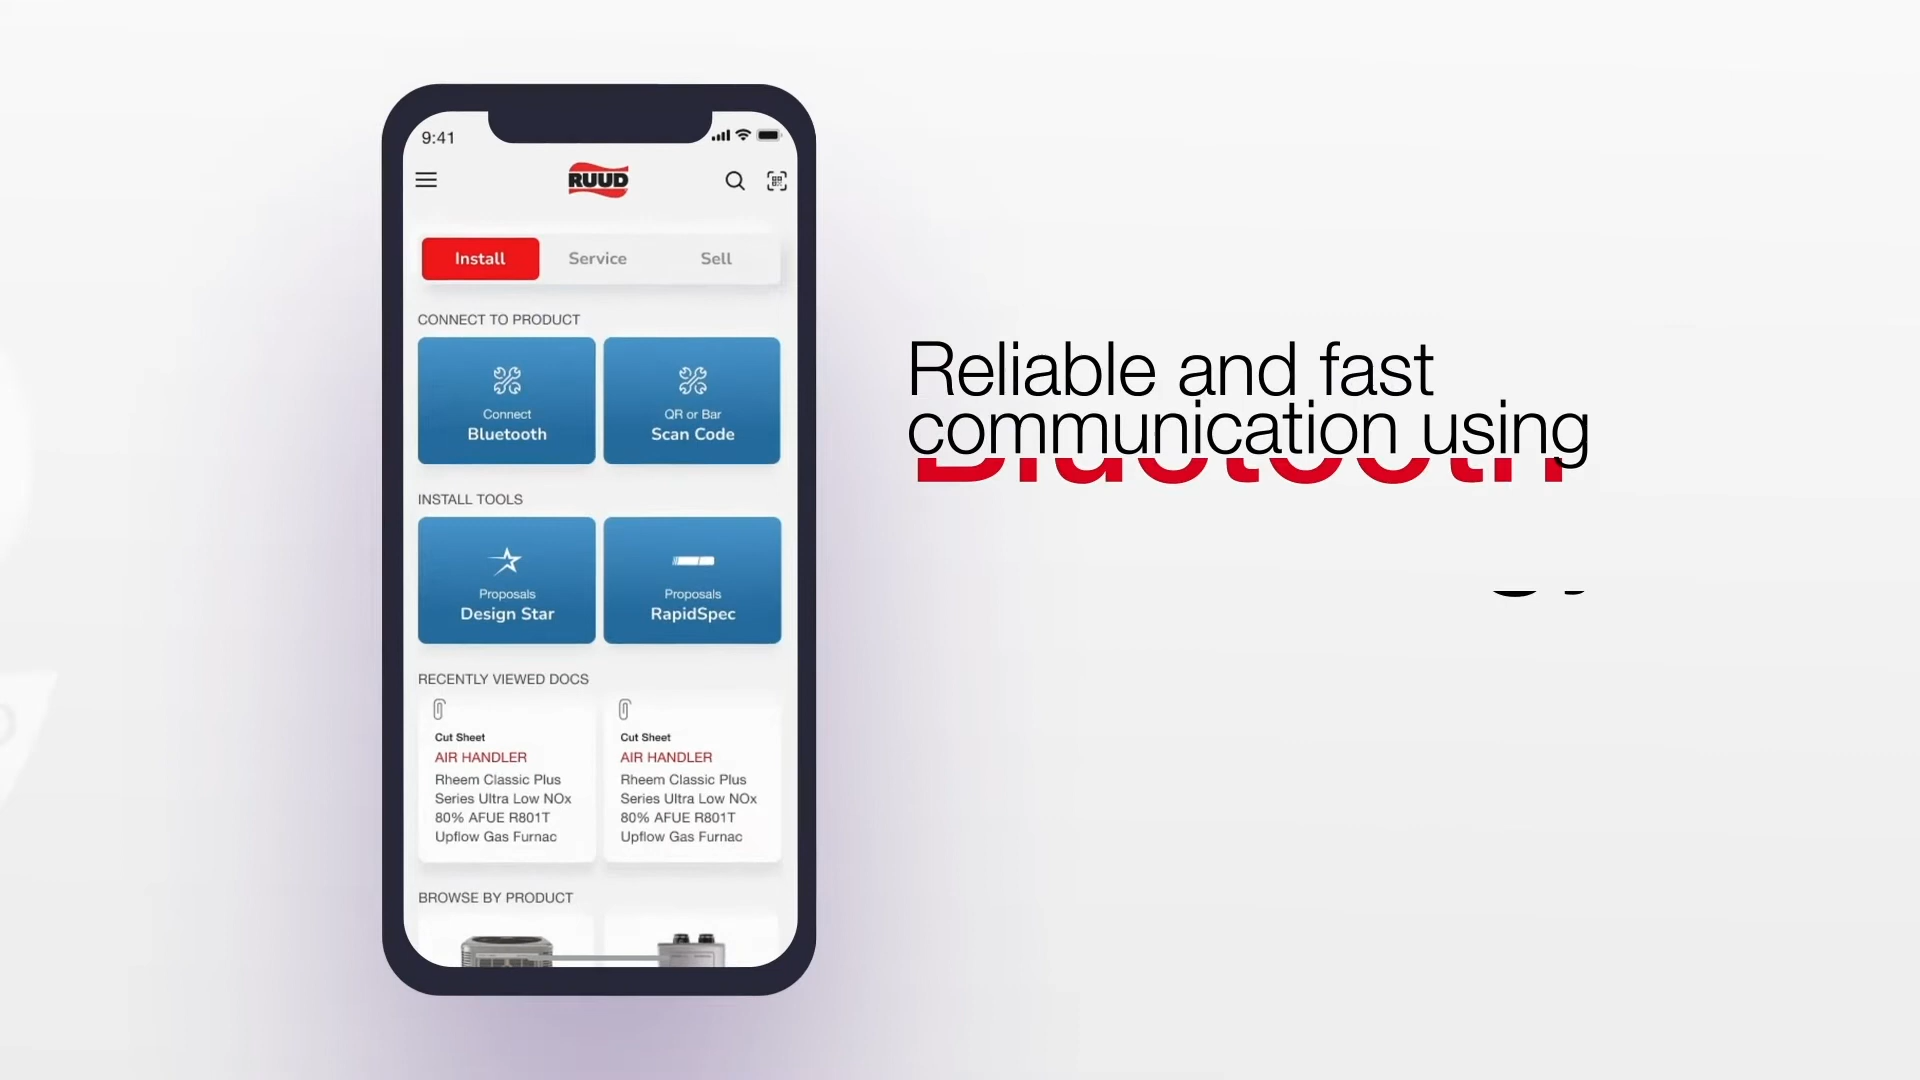 9:41
RUUD
Install
Service
Sell
CONNECT TO PRODUCT
Connect
Bluetooth
QR or Bar
Scan Code
INSTALL TOOLS
Proposals
Design Star
Proposals
RapidSpec
RECENTLY VIEWED DOCS
Cut Sheet
AIR HANDLER
Rheem Classic Plus
Series Ultra Low NOx
80% AFUE R801T
Upflow Gas Furnac
Cut Sheet
AIR HANDLER
Rheem Classic Plus
Series Ultra Low NOx
80% AFUE R801T
Upflow Gas Furnac
BROWSE BY PRODUCT
Reliable and fast
communication using
Bluetooth